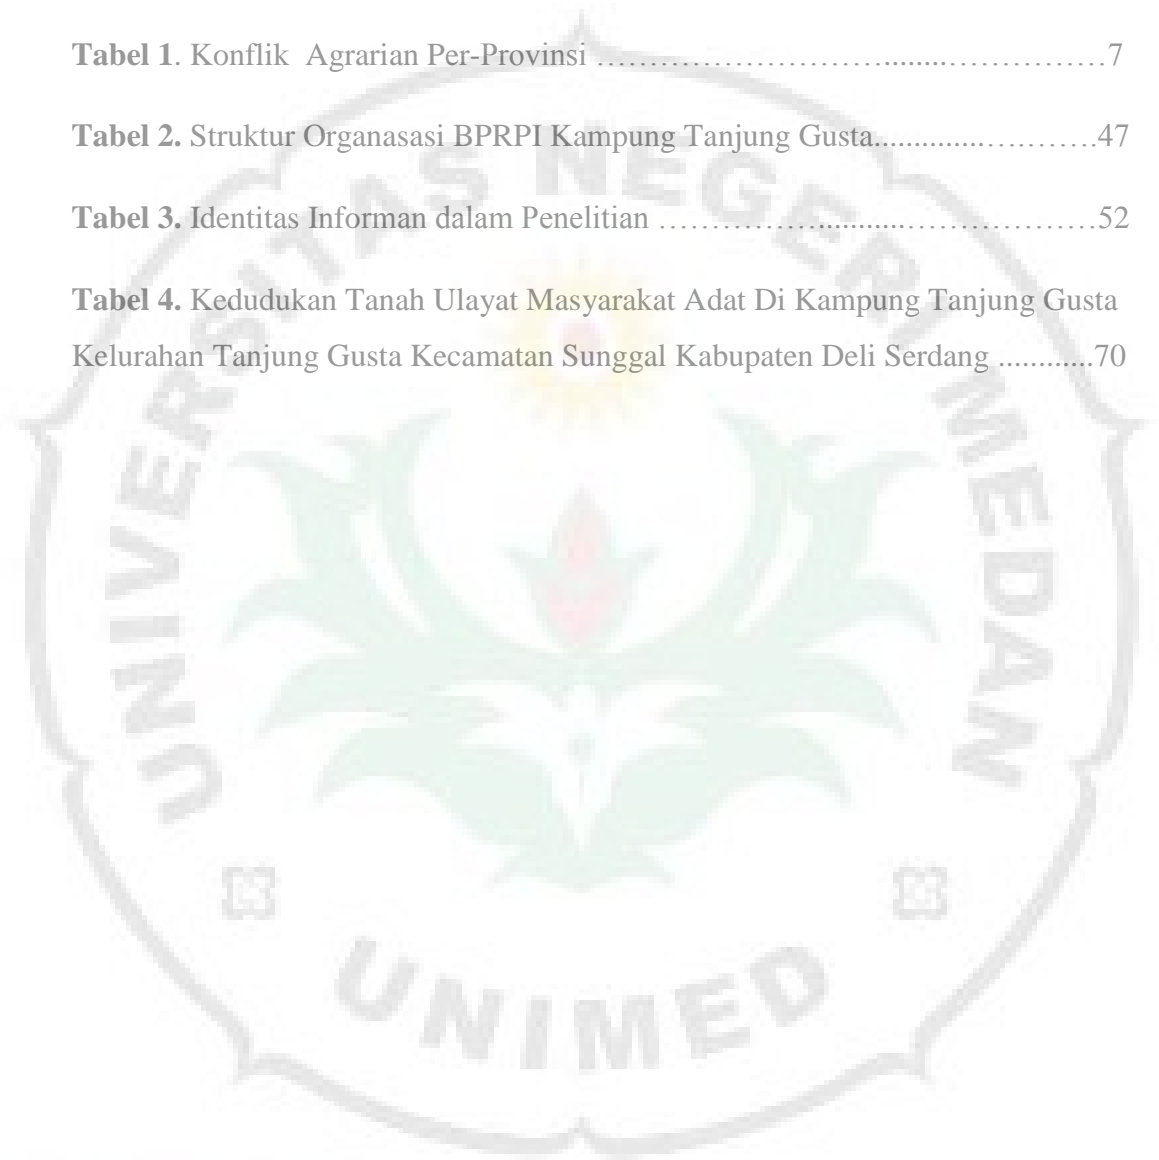 Tabel 1. Konflik  Agrarian Per-Provinsi ………………………........……………7
Tabel 2. Struktur Organasasi BPRPI Kampung Tanjung Gusta..............….…….47
Tabel 3. Identitas Informan dalam Penelitian ……………...........………………52
Tabel 4. Kedudukan Tanah Ulayat Masyarakat Adat Di Kampung Tanjung Gusta
Kelurahan Tanjung Gusta Kecamatan Sunggal Kabupaten Deli Serdang ............70
UNIVERSITAS NEGERI MEDAN
UNIMED